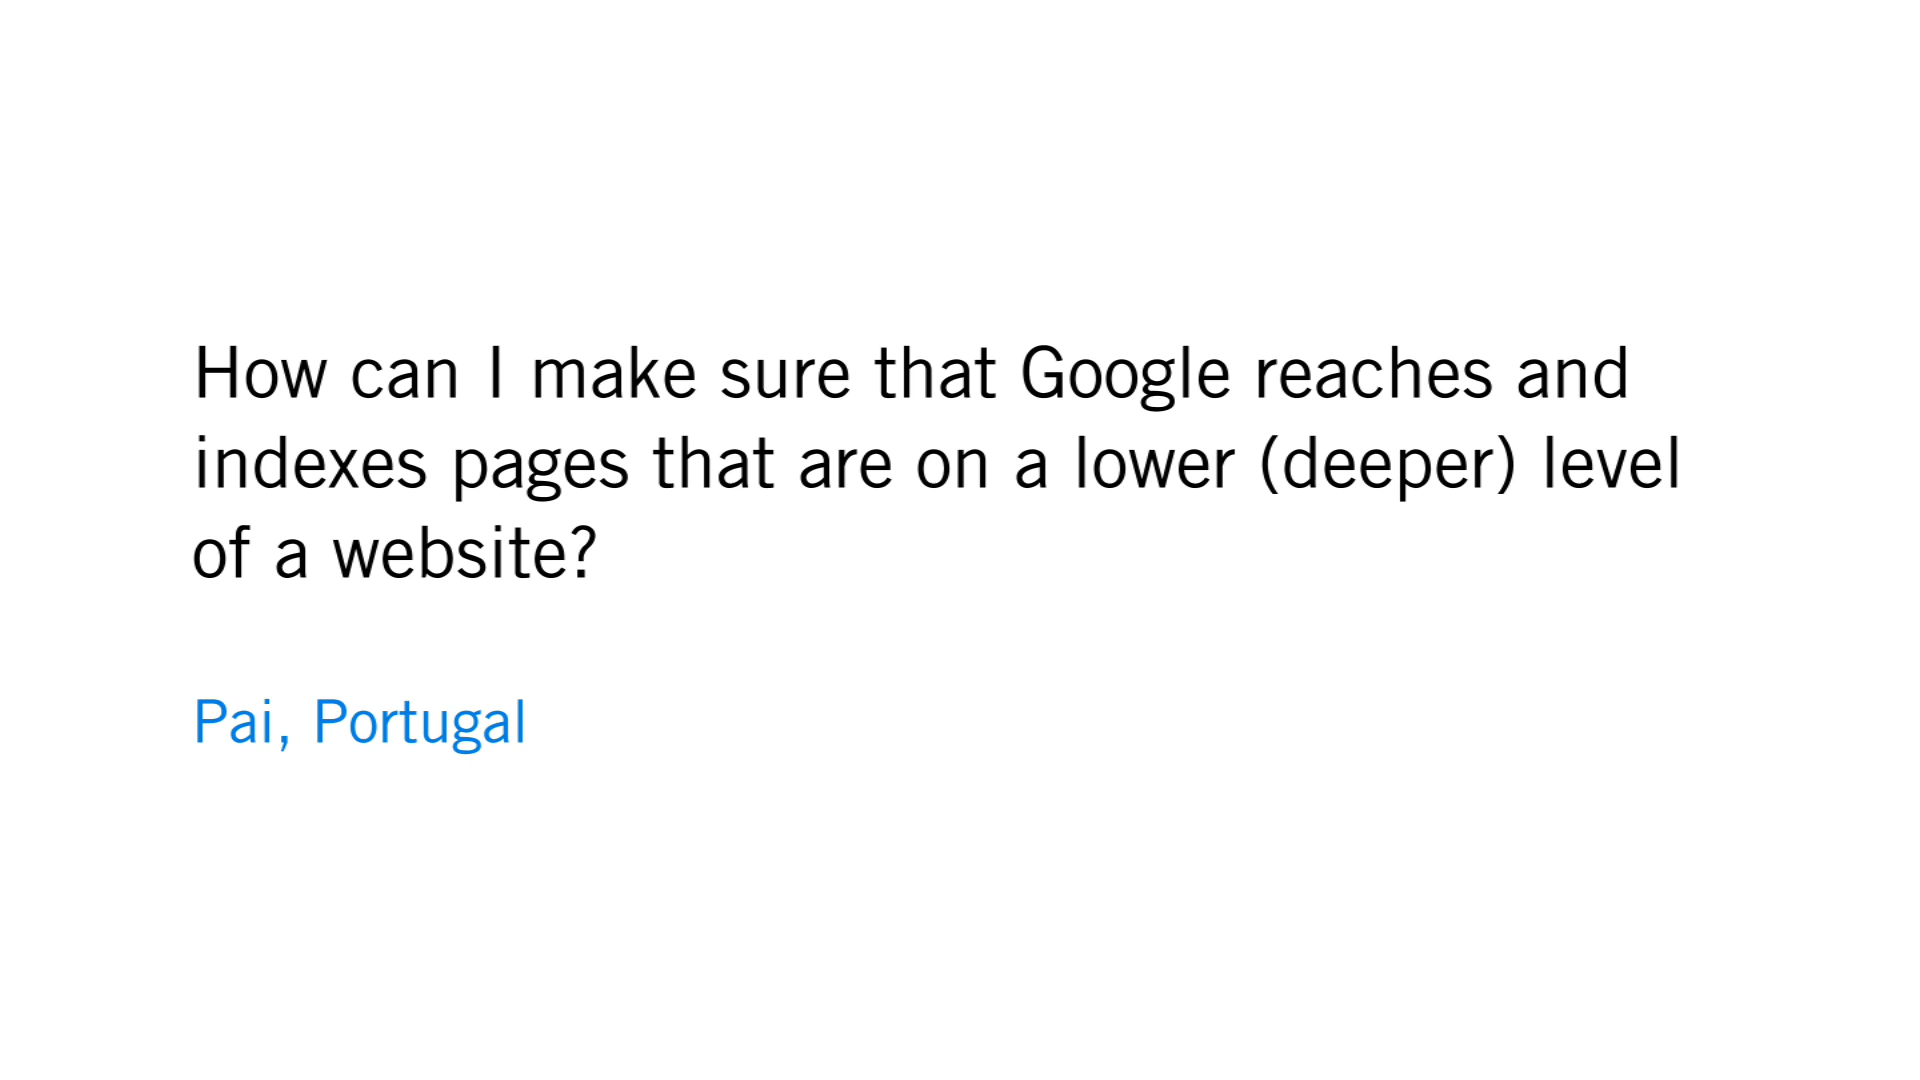 How can I make sure that Google reaches and
indexes pages that are on a lower (deeper) level
of a website?
Pai, Portugal